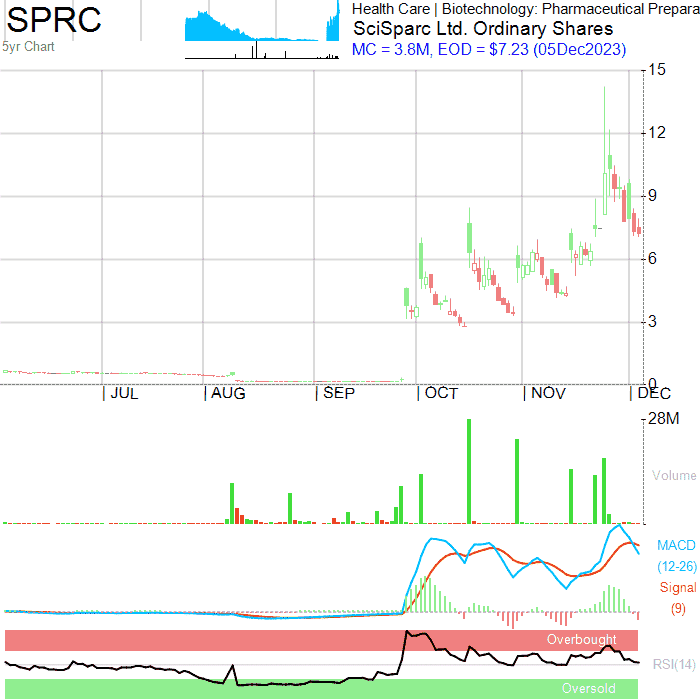 SPRC
5yr Chart
Health Care | Biotechnology: Pharmaceutical Prepara
SciSparc Ltd. Ordinary Shares
MC = 3.8M, EOD = $7.23 (05Dec2023)
15
12
9
6
3
0
JUL AUG SEP OCT NOV DEC
28M
Volume
MACD
(12-26)
Signal
(9)
Overbought
RSI(14)
Oversold